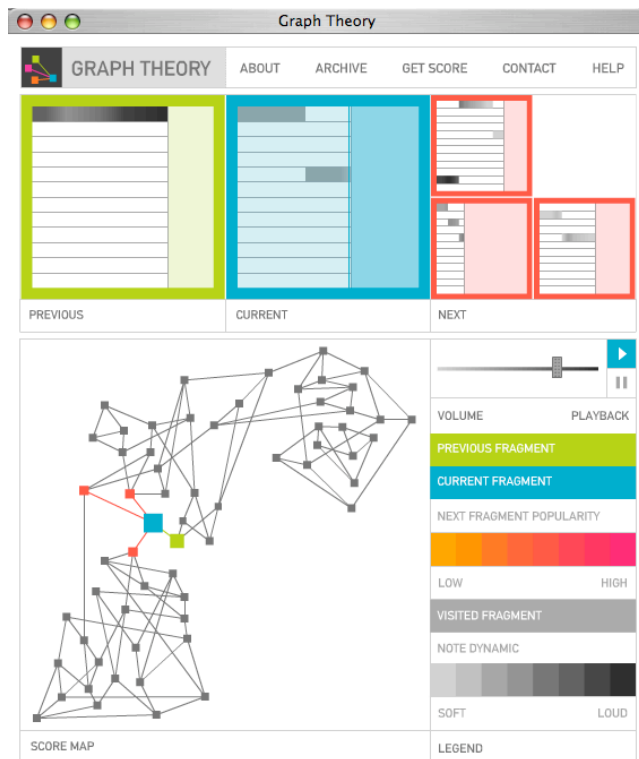 Graph Theory
GRAPH THEORY ABOUT ARCHIVE GET SCORE CONTACT HELP
PREVIOUS CURRENT NEXT
VOLUME PLAYBACK
PREVIOUS FRAGMENT
CURRENT FRAGMENT
NEXT FRAGMENT POPULARITY
LOW HIGH
VISITED FRAGMENT
NOTE DYNAMIC
SOFT LOUD
SCORE MAP LEGEND